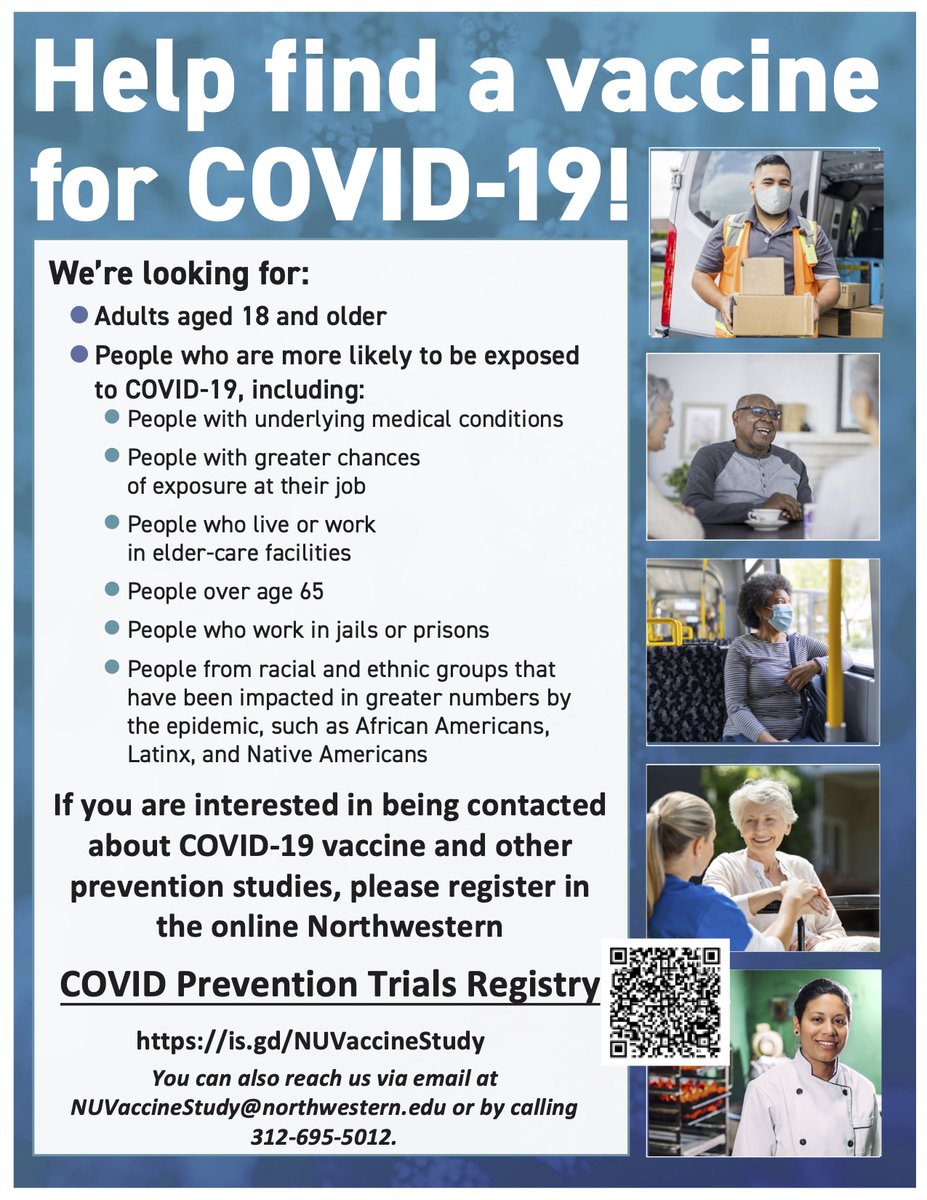 Help find a vaccine
for COVID-19!
We’re looking for:
Adults aged 18 and older
People who are more likely to be exposed
to COVID-19, including:
People with underlying medical conditions
People with greater chances
of exposure at their job
People who live or work
in elder-care facilities
People over age 65
People who work in jails or prisons
People from racial and ethnic groups that
have been impacted in greater numbers by
the epidemic, such as African Americans,
Latinx, and Native Americans
If you are interested in being contacted
about COVID-19 vaccine and other
prevention studies, please register in
the online Northwestern
COVID Prevention Trials Registry
https://is.gd/NUVaccineStudy
You can also reach us via email at
NUVaccineStudy@northwestern.edu or by calling
312-695-5012.